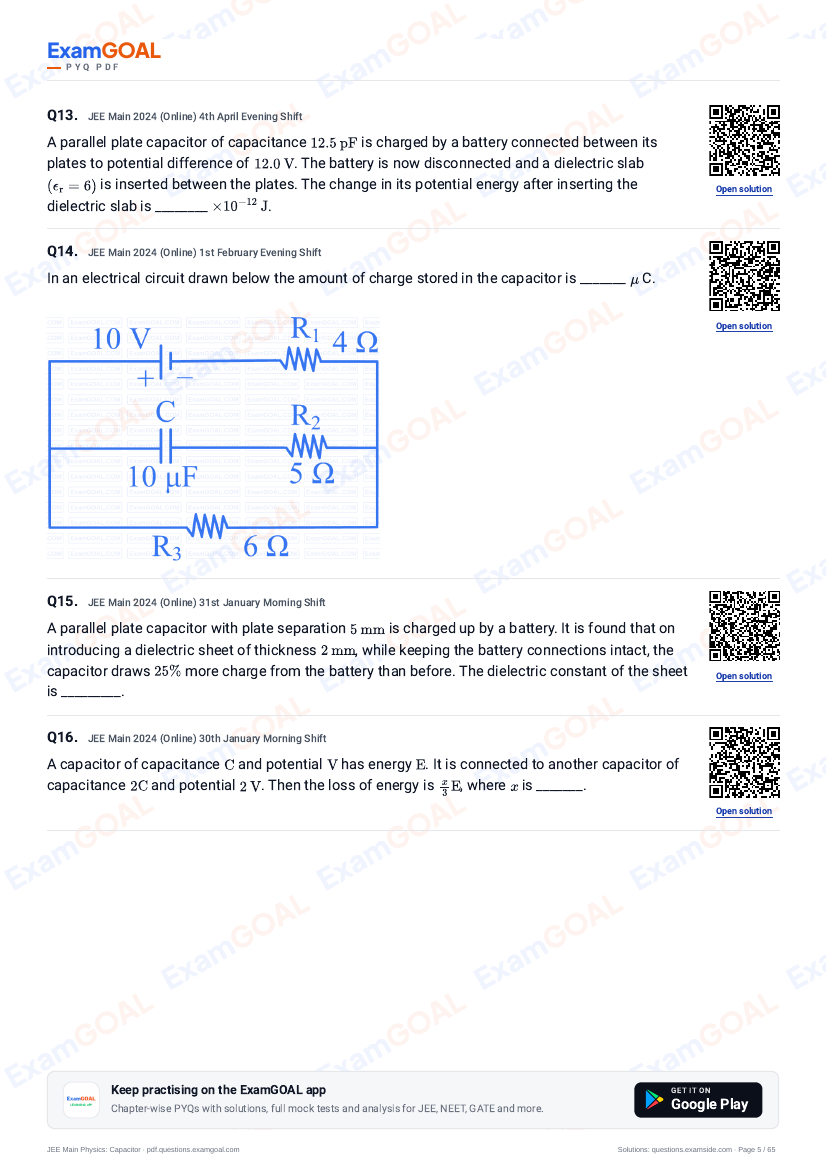 ExamGOAL
PYQ PDF
Q13. JEE Main 2024 (Online) 4th April Evening Shift
A parallel plate capacitor of capacitance 12.5 pF is charged by a battery connected between its
plates to potential difference of 12.0 V. The battery is now disconnected and a dielectric slab
(ϵr = 6) is inserted between the plates. The change in its potential energy after inserting the
dielectric slab is ________ ×10⁻¹² J.
Open solution
Q14. JEE Main 2024 (Online) 1st February Evening Shift
In an electrical circuit drawn below the amount of charge stored in the capacitor is _______ μ C.
Open solution
10 V R1 4 Ω
+ −
C R2
10 μF 5 Ω
R3 6 Ω
Q15. JEE Main 2024 (Online) 31st January Morning Shift
A parallel plate capacitor with plate separation 5 mm is charged up by a battery. It is found that on
introducing a dielectric sheet of thickness 2 mm, while keeping the battery connections intact, the
capacitor draws 25% more charge from the battery than before. The dielectric constant of the sheet
is _________.
Open solution
Q16. JEE Main 2024 (Online) 30th January Morning Shift
A capacitor of capacitance C and potential V has energy E. It is connected to another capacitor of
capacitance 2C and potential 2 V. Then the loss of energy is x/3 E, where x is _______.
Open solution
ExamGOAL
Keep practising on the ExamGOAL app
Chapter-wise PYQs with solutions, full mock tests and analysis for JEE, NEET, GATE and more.
GET IT ON
Google Play
JEE Main Physics: Capacitor · pdf.questions.examgoal.com
Solutions: questions.examside.com · Page 5 / 65